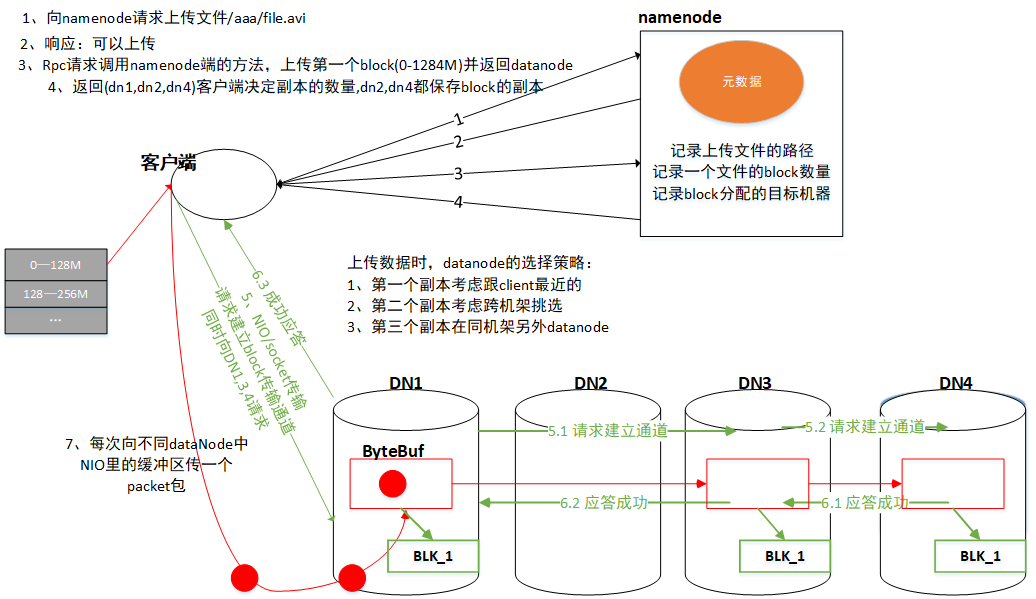 1、向namenode请求上传文件/aaa/file.avi
2、响应：可以上传
3、Rpc请求调用namenode端的方法，上传第一个block(0-1284M)并返回datanode
4、返回(dn1,dn2,dn4)客户端决定副本的数量,dn2,dn4都保存block的副本
namenode
元数据
记录上传文件的路径
记录一个文件的block数量
记录block分配的目标机器
1
2
3
4
客户端
0—128M
128—256M
...
上传数据时，datanode的选择策略：
1、第一个副本考虑跟client最近的
2、第二个副本考虑跨机架挑选
3、第三个副本在同机架另外datanode
6.3 成功应答
5、NIO/socket传输
请求建立block传输通道
同时向DN1,3,4请求
7、每次向不同dataNode中
NIO里的缓冲区传一个
packet包
DN1
DN2
DN3
DN4
5.1 请求建立通道
5.2 请求建立通道
ByteBuf
6.2 应答成功
6.1 应答成功
BLK_1
BLK_1
BLK_1